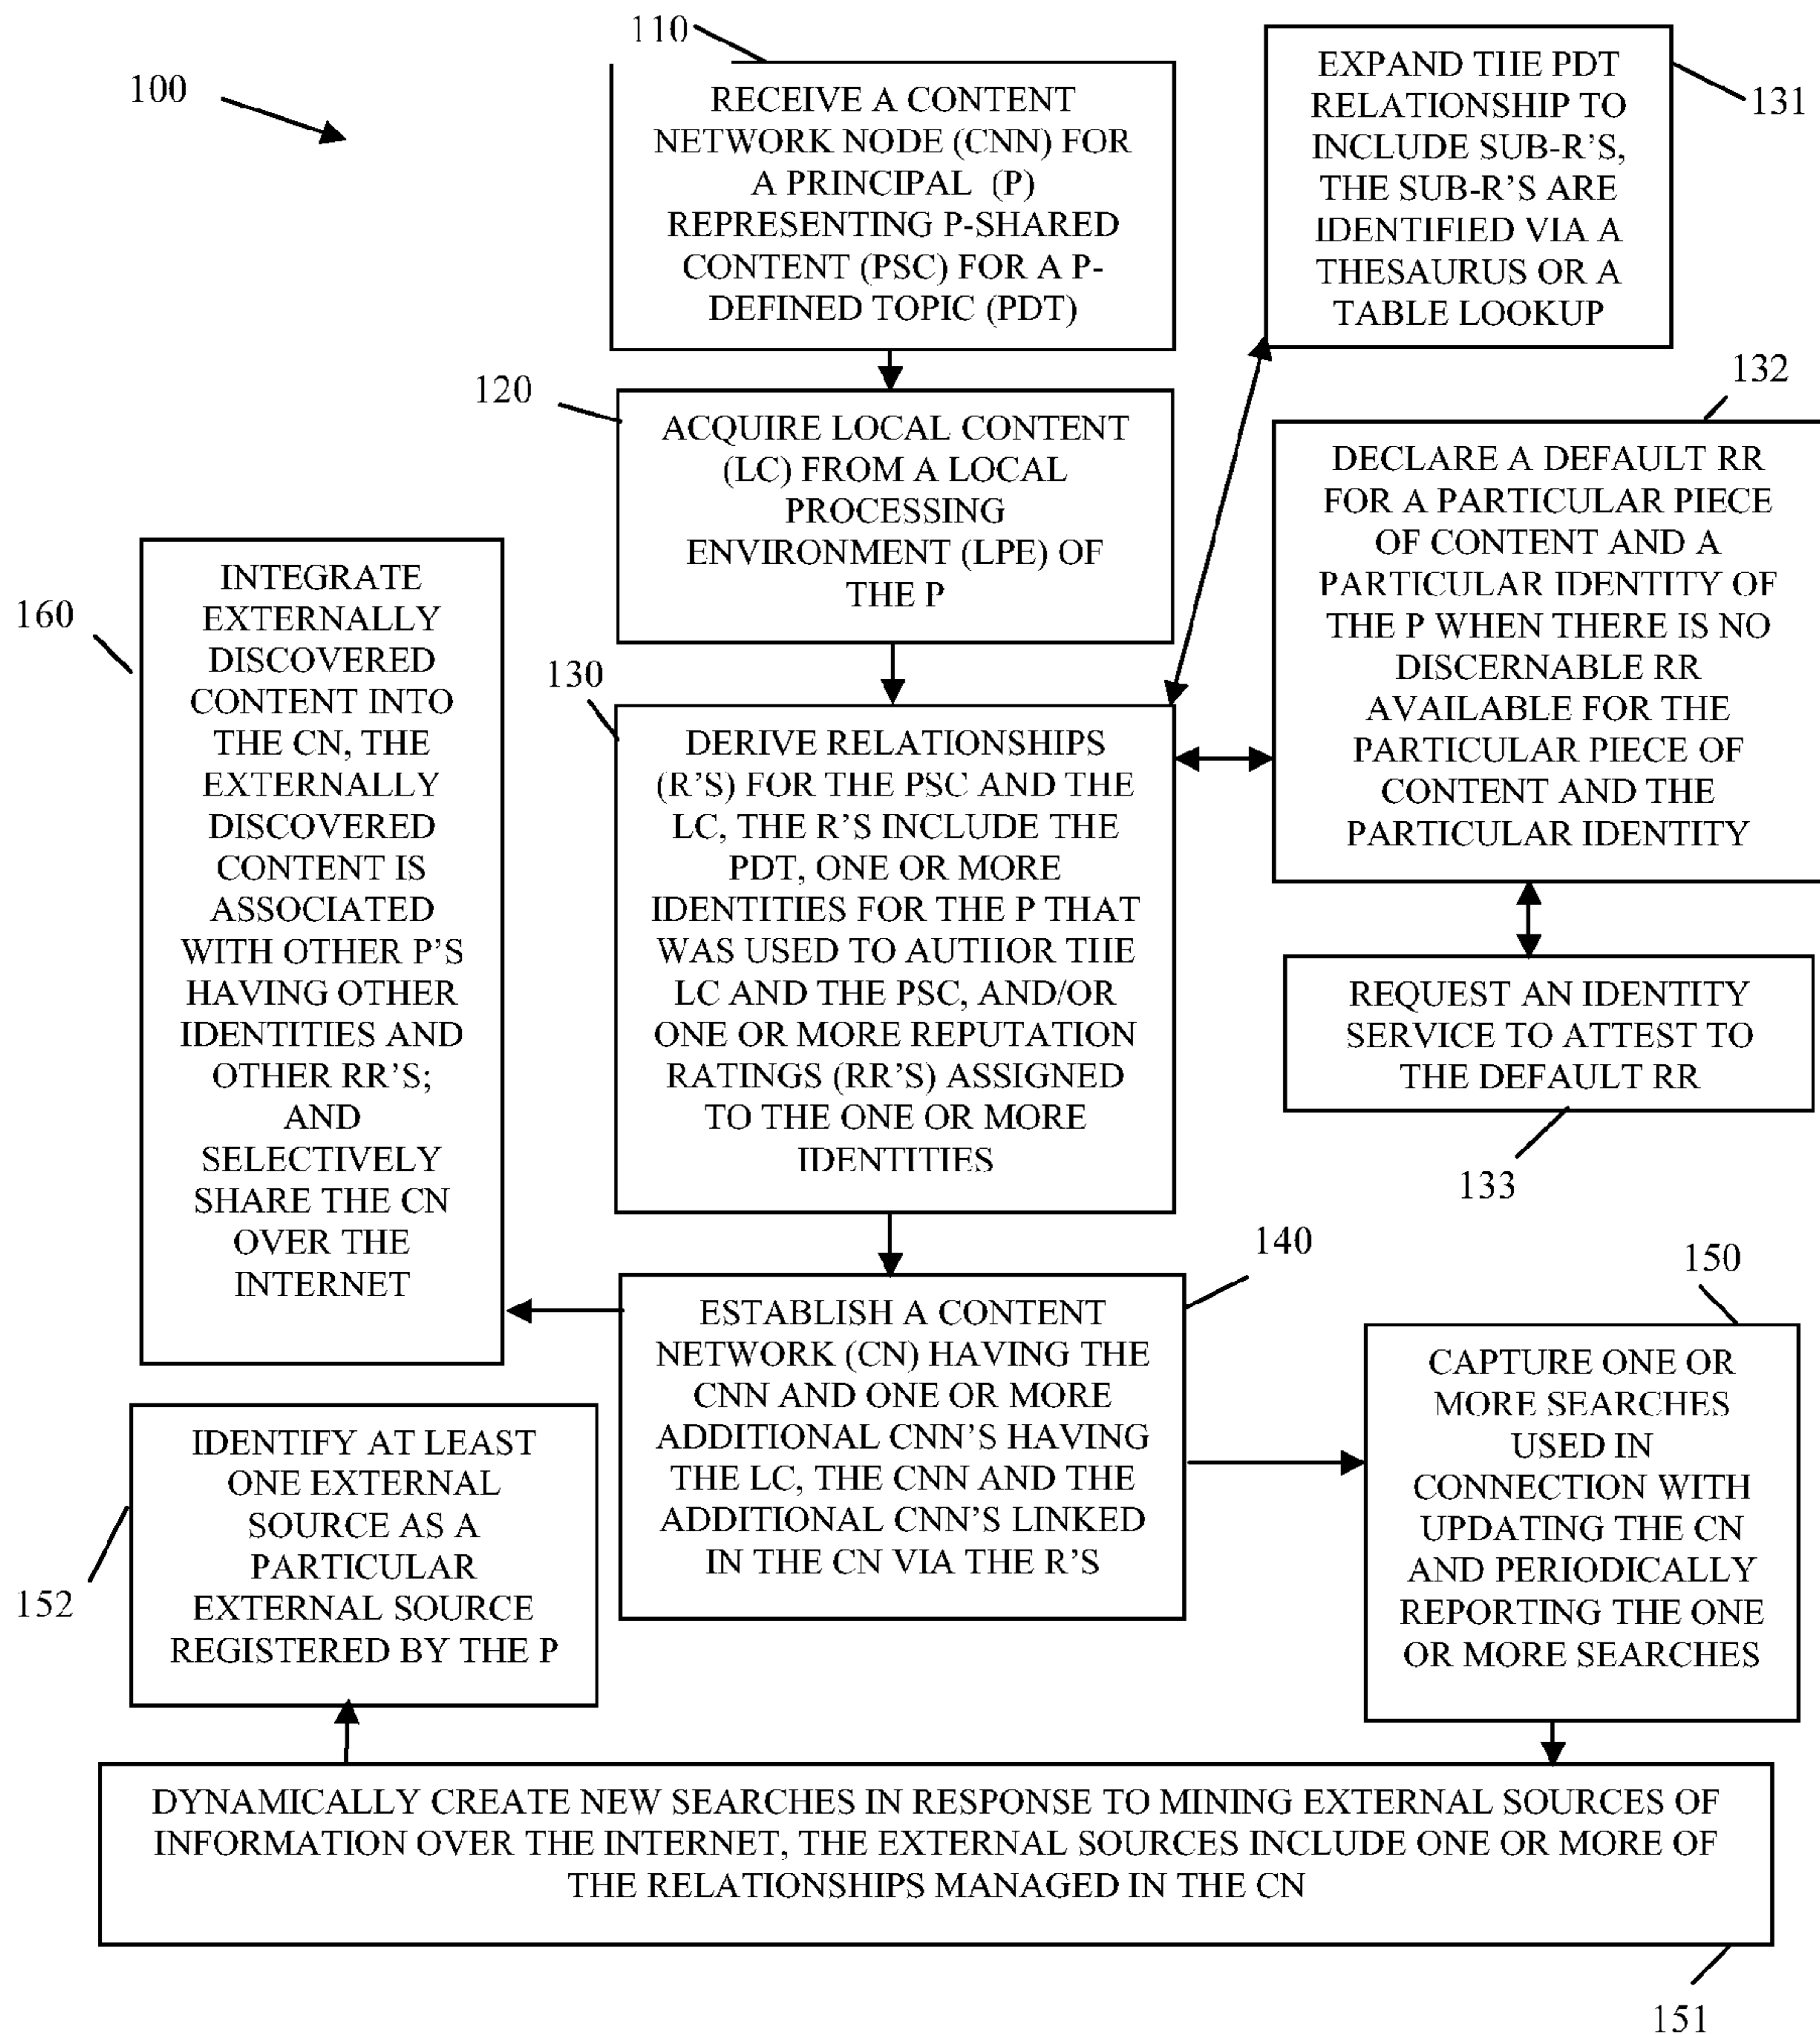 100
110
RECEIVE A CONTENT
NETWORK NODE (CNN) FOR
A PRINCIPAL (P)
REPRESENTING P-SHARED
CONTENT (PSC) FOR A P-
DEFINED TOPIC (PDT)
131
EXPAND THE PDT
RELATIONSHIP TO
INCLUDE SUB-R'S,
THE SUB-R'S ARE
IDENTIFIED VIA A
THESAURUS OR A
TABLE LOOKUP
120
ACQUIRE LOCAL CONTENT
(LC) FROM A LOCAL
PROCESSING
ENVIRONMENT (LPE) OF
THE P
132
DECLARE A DEFAULT RR
FOR A PARTICULAR PIECE
OF CONTENT AND A
PARTICULAR IDENTITY OF
THE P WHEN THERE IS NO
DISCERNABLE RR
AVAILABLE FOR THE
PARTICULAR PIECE OF
CONTENT AND THE
PARTICULAR IDENTITY
160
INTEGRATE
EXTERNALLY
DISCOVERED
CONTENT INTO
THE CN, THE
EXTERNALLY
DISCOVERED
CONTENT IS
ASSOCIATED
WITH OTHER P'S
HAVING OTHER
IDENTITIES AND
OTHER RR'S;
AND
SELECTIVELY
SHARE THE CN
OVER THE
INTERNET
130
DERIVE RELATIONSHIPS
(R'S) FOR THE PSC AND THE
LC, THE R'S INCLUDE THE
PDT, ONE OR MORE
IDENTITIES FOR THE P THAT
WAS USED TO AUTHOR THE
LC AND THE PSC, AND/OR
ONE OR MORE REPUTATION
RATINGS (RR'S) ASSIGNED
TO THE ONE OR MORE
IDENTITIES
REQUEST AN IDENTITY
SERVICE TO ATTEST TO
THE DEFAULT RR
133
140
ESTABLISH A CONTENT
NETWORK (CN) HAVING THE
CNN AND ONE OR MORE
ADDITIONAL CNN'S HAVING
THE LC, THE CNN AND THE
ADDITIONAL CNN'S LINKED
IN THE CN VIA THE R'S
150
CAPTURE ONE OR
MORE SEARCHES
USED IN
CONNECTION WITH
UPDATING THE CN
AND PERIODICALLY
REPORTING THE ONE
OR MORE SEARCHES
152
IDENTIFY AT LEAST
ONE EXTERNAL
SOURCE AS A
PARTICULAR
EXTERNAL SOURCE
REGISTERED BY THE P
DYNAMICALLY CREATE NEW SEARCHES IN RESPONSE TO MINING EXTERNAL SOURCES OF
INFORMATION OVER THE INTERNET, THE EXTERNAL SOURCES INCLUDE ONE OR MORE OF
THE RELATIONSHIPS MANAGED IN THE CN
151